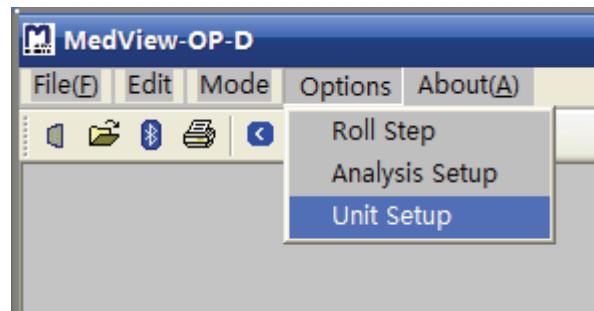 MedView-OP-D
File(F) Edit Mode Options About(A)
Roll Step
Analysis Setup
Unit Setup